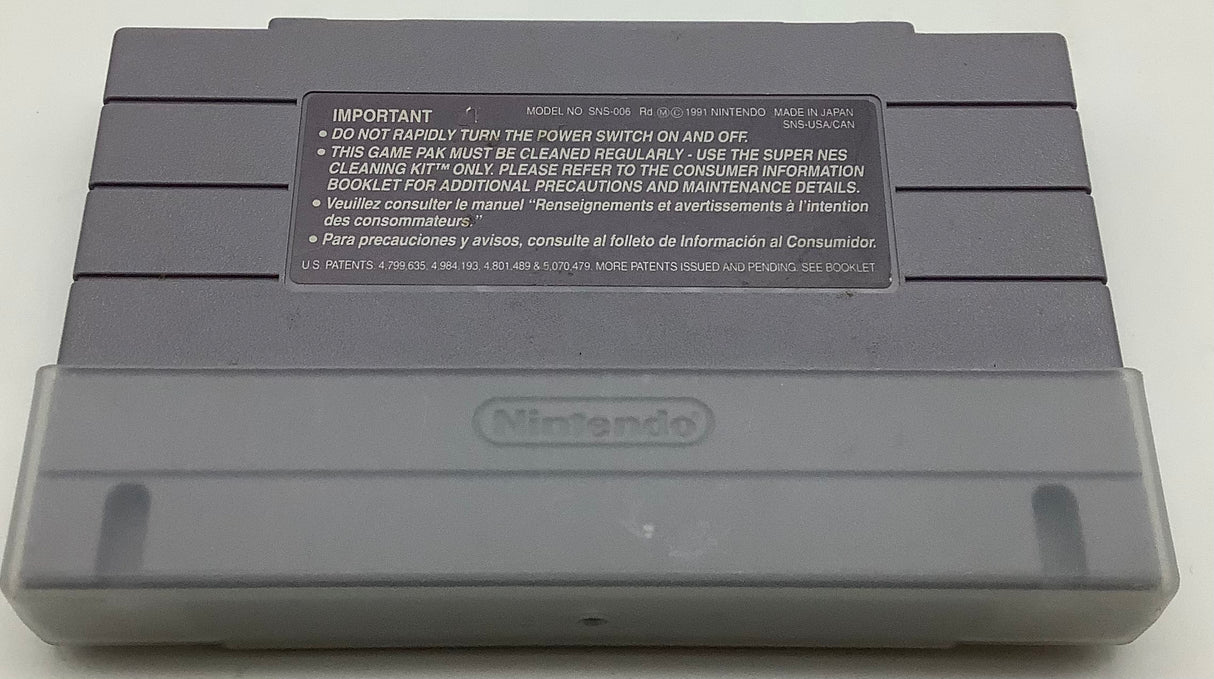 IMPORTANT MODEL NO SNS-006 Rd Ⓜ© 1991 NINTENDO MADE IN JAPAN
SNS-USA/CAN
• DO NOT RAPIDLY TURN THE POWER SWITCH ON AND OFF.
• THIS GAME PAK MUST BE CLEANED REGULARLY - USE THE SUPER NES
CLEANING KIT™ ONLY. PLEASE REFER TO THE CONSUMER INFORMATION
BOOKLET FOR ADDITIONAL PRECAUTIONS AND MAINTENANCE DETAILS.
• Veuillez consulter le manuel “Renseignements et avertissements à l'intention
des consommateurs.”
• Para precauciones y avisos, consulte al folleto de Información al Consumidor.
U.S. PATENTS. 4,799,635, 4,984,193, 4,801,489 & 5,070,479. MORE PATENTS ISSUED AND PENDING. SEE BOOKLET
Nintendo®